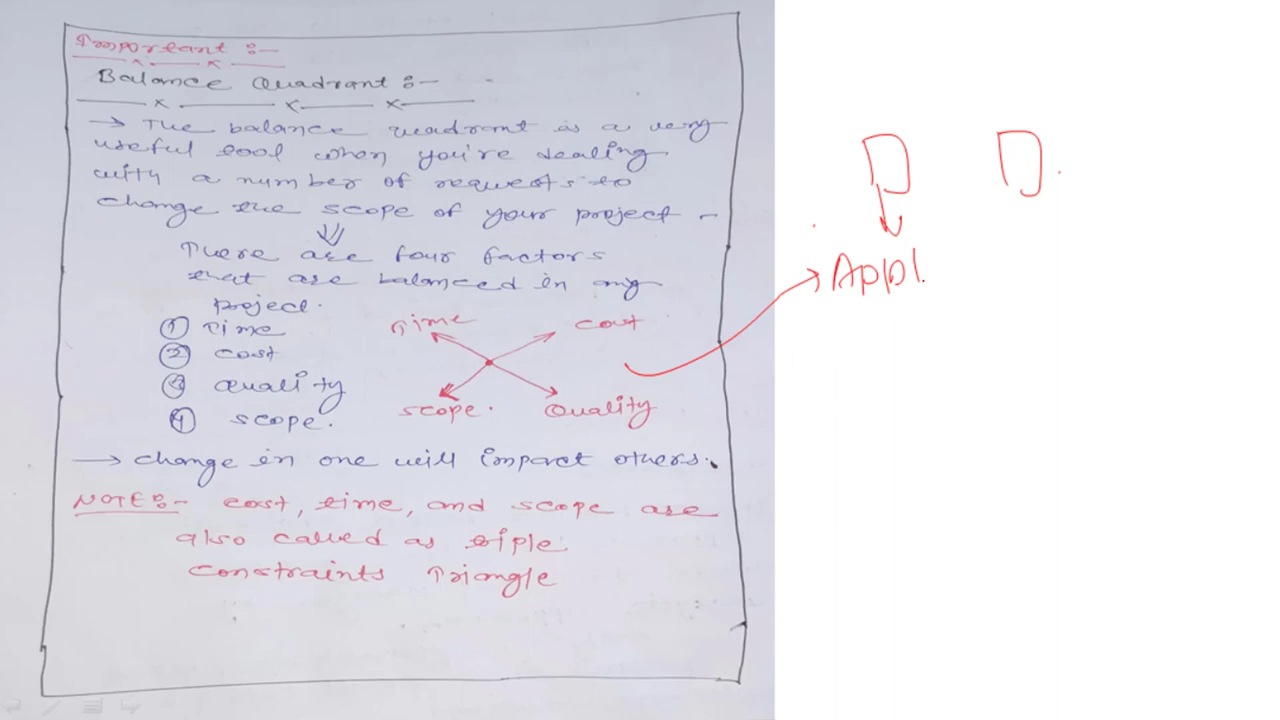 Important :-
Balance Quadrant :-
→ The balance quadrant is a very
useful tool when you're dealing
with a number of requests to
change the scope of your project -
There are four factors
that are balanced in any
project.
① Time
② cost
③ Quality
④ scope.
Time
cost
scope.
Quality
→ change in one will impact others.
NOTE:- cost, time, and scope are
also called as triple
constraints Triangle
Appl.